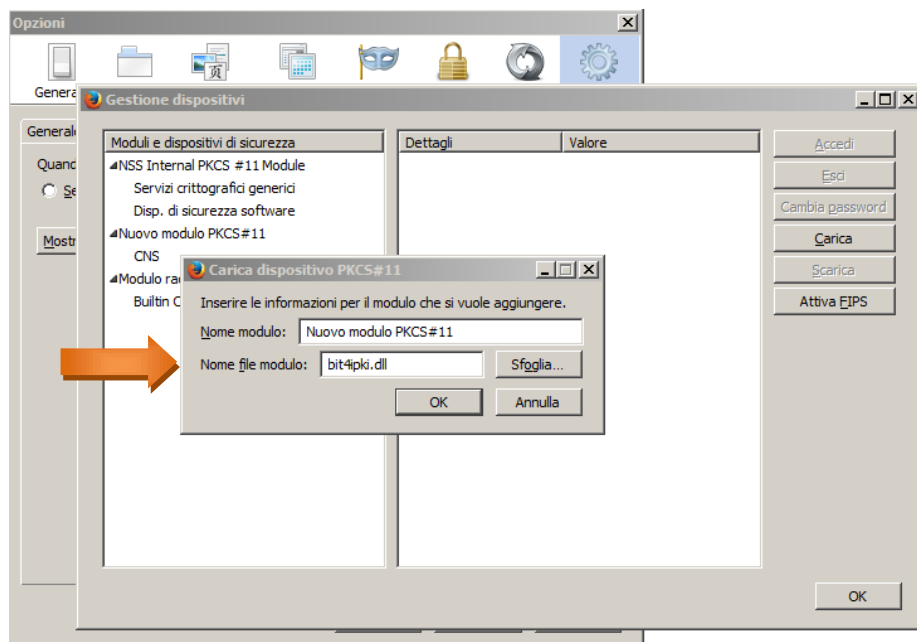 Opzioni
Genera
Gestione dispositivi
Generale
Quand
Se
Mostr
Moduli e dispositivi di sicurezza
NSS Internal PKCS #11 Module
Servizi crittografici generici
Disp. di sicurezza software
Nuovo modulo PKCS#11
CNS
Modulo ra
Builtin C
Dettagli Valore
Accedi
Esci
Cambia password
Carica
Scarica
Attiva FIPS
Carica dispositivo PKCS#11
Inserire le informazioni per il modulo che si vuole aggiungere.
Nome modulo: Nuovo modulo PKCS#11
Nome file modulo: bit4ipki.dll Sfoglia...
OK Annulla
OK